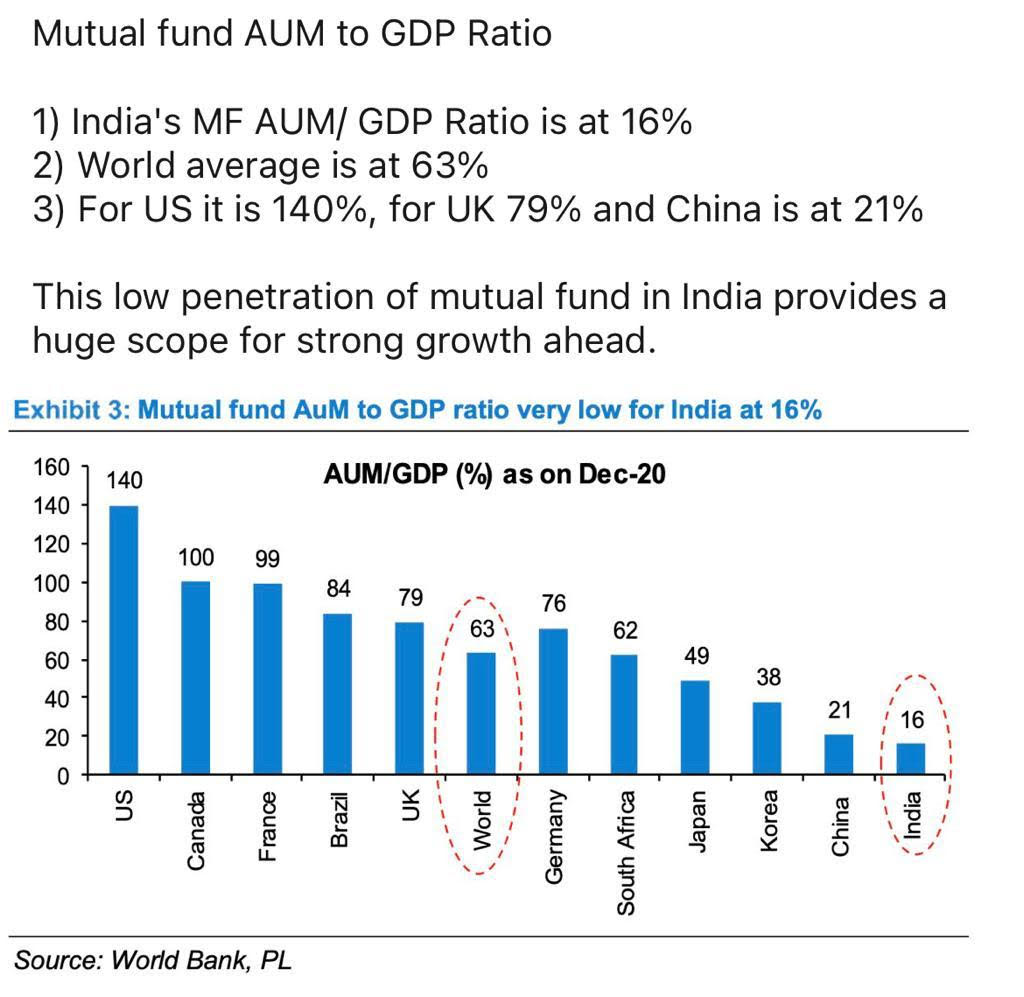 Mutual fund AUM to GDP Ratio
1) India's MF AUM/ GDP Ratio is at 16%
2) World average is at 63%
3) For US it is 140%, for UK 79% and China is at 21%
This low penetration of mutual fund in India provides a
huge scope for strong growth ahead.
Exhibit 3: Mutual fund AuM to GDP ratio very low for India at 16%
AUM/GDP (%) as on Dec-20
160
140
120
100
80
60
40
20
0
140
100
99
84
79
63
76
62
49
38
21
16
US
Canada
France
Brazil
UK
World
Germany
South Africa
Japan
Korea
China
India
Source: World Bank, PL